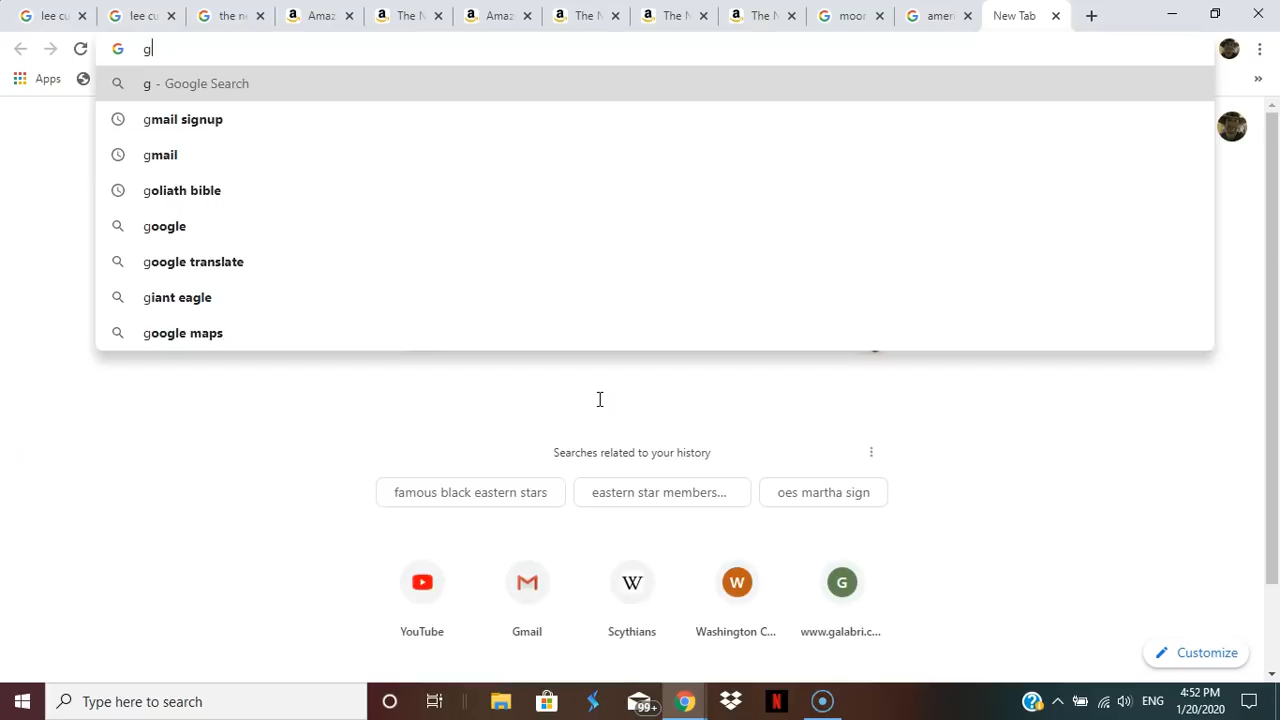 lee cu
lee cu
the ne
Amaz
The N
Amaz
The N
The N
The N
moor
ameri
New Tab
g
Apps
g - Google Search
gmail signup
gmail
goliath bible
google
google translate
giant eagle
google maps
Searches related to your history
famous black eastern stars
eastern star members...
oes martha sign
W
W
G
YouTube
Gmail
Scythians
Washington C...
www.galabri.c...
Customize
Type here to search
99+
N
ENG
4:52 PM
1/20/2020